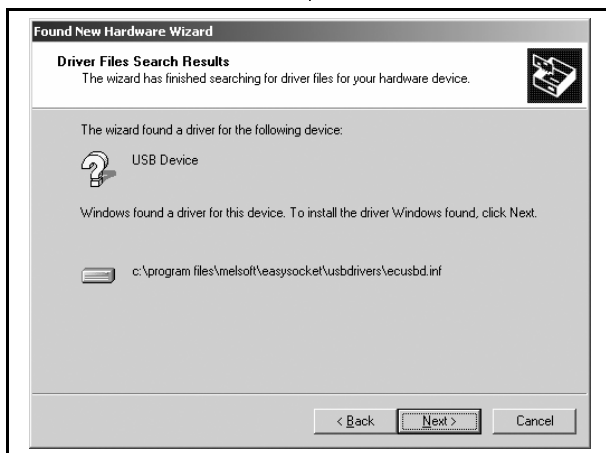 Found New Hardware Wizard
Driver Files Search Results
The wizard has finished searching for driver files for your hardware device.
The wizard found a driver for the following device:
USB Device
Windows found a driver for this device. To install the driver Windows found, click Next.
c:\program files\melsoft\easysocket\usbdrivers\ecusbd.inf
< Back Next > Cancel